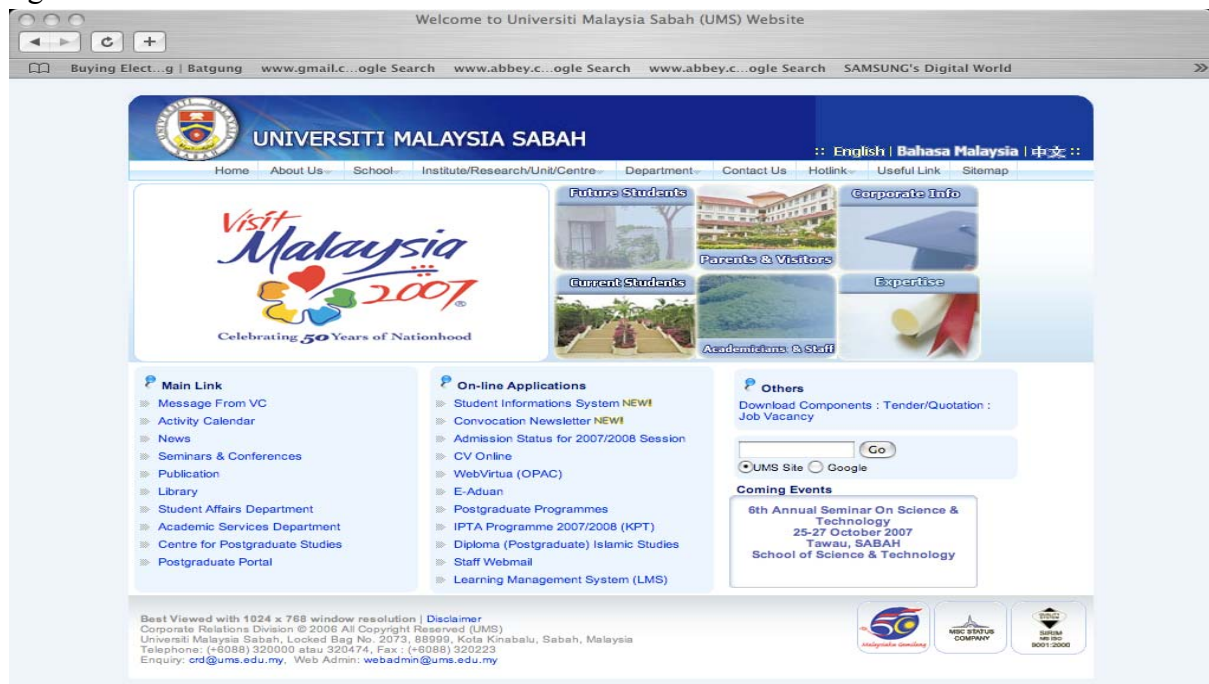 Welcome to Universiti Malaysia Sabah (UMS) Website
Buying Elect...g | Batgung www.gmail.c...ogle Search www.abbey.c...ogle Search www.abbey.c...ogle Search SAMSUNG's Digital World
UNIVERSITI MALAYSIA SABAH
:: English | Bahasa Malaysia | 中文 ::
Home About Us School Institute/Research/Unit/Centre Department Contact Us Hotlink Useful Link Sitemap
Visit
Malaysia
2007
Celebrating 50 Years of Nationhood
Future Students
Parents & Visitors
Corporate Info
Current Students
Academicians & Staff
Expertise
Main Link
Message From VC
Activity Calendar
News
Seminars & Conferences
Publication
Library
Student Affairs Department
Academic Services Department
Centre for Postgraduate Studies
Postgraduate Portal
On-line Applications
Student Informations System NEW!
Convocation Newsletter NEW!
Admission Status for 2007/2008 Session
CV Online
WebVirtua (OPAC)
E-Aduan
Postgraduate Programmes
IPTA Programme 2007/2008 (KPT)
Diploma (Postgraduate) Islamic Studies
Staff Webmail
Learning Management System (LMS)
Others
Download Components : Tender/Quotation :
Job Vacancy
Go
UMS Site Google
Coming Events
6th Annual Seminar On Science &
Technology
25-27 October 2007
Tawau, SABAH
School of Science & Technology
Best Viewed with 1024 x 768 window resolution | Disclaimer
Corporate Relations Division © 2006 All Copyright Reserved (UMS)
Universiti Malaysia Sabah, Locked Bag No. 2073, 88999, Kota Kinabalu, Sabah, Malaysia
Telephone: (+6088) 320000 atau 320474, Fax : (+6088) 320223
Enquiry: crd@ums.edu.my, Web Admin: webadmin@ums.edu.my
50
Malaysiaku Gemilang
MSC STATUS
COMPANY
SIRIM
MS ISO
9001:2000